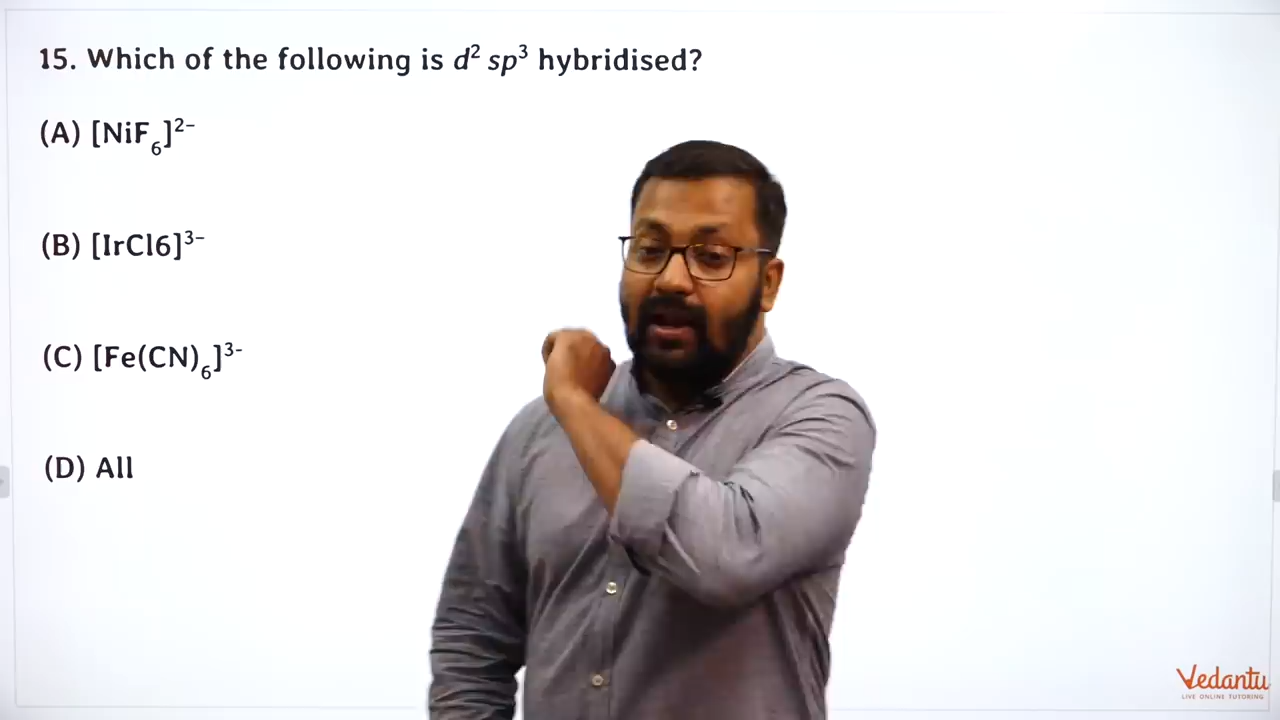 15. Which of the following is d² sp³ hybridised?
(A) [NiF₆]²⁻
(B) [IrCl6]³⁻
(C) [Fe(CN)₆]³⁻
(D) All
Vedantu
LIVE ONLINE TUTORING